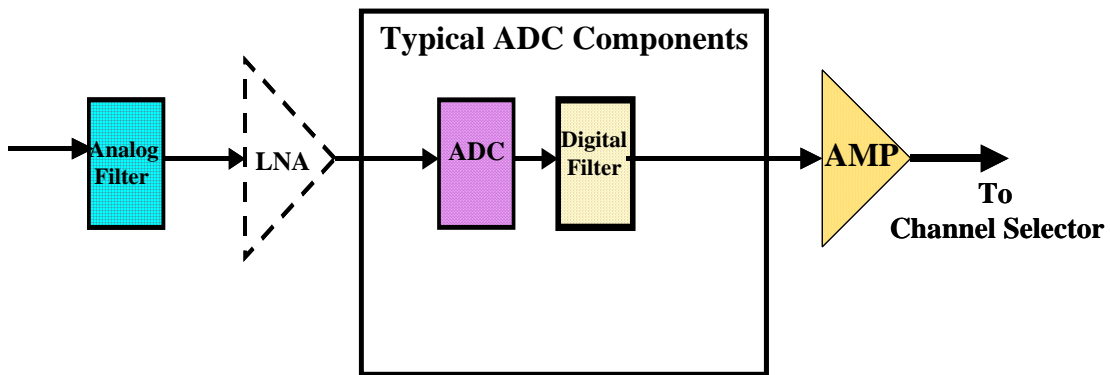 Typical ADC Components
Analog
Filter
LNA
ADC
Digital
Filter
AMP
To
Channel Selector